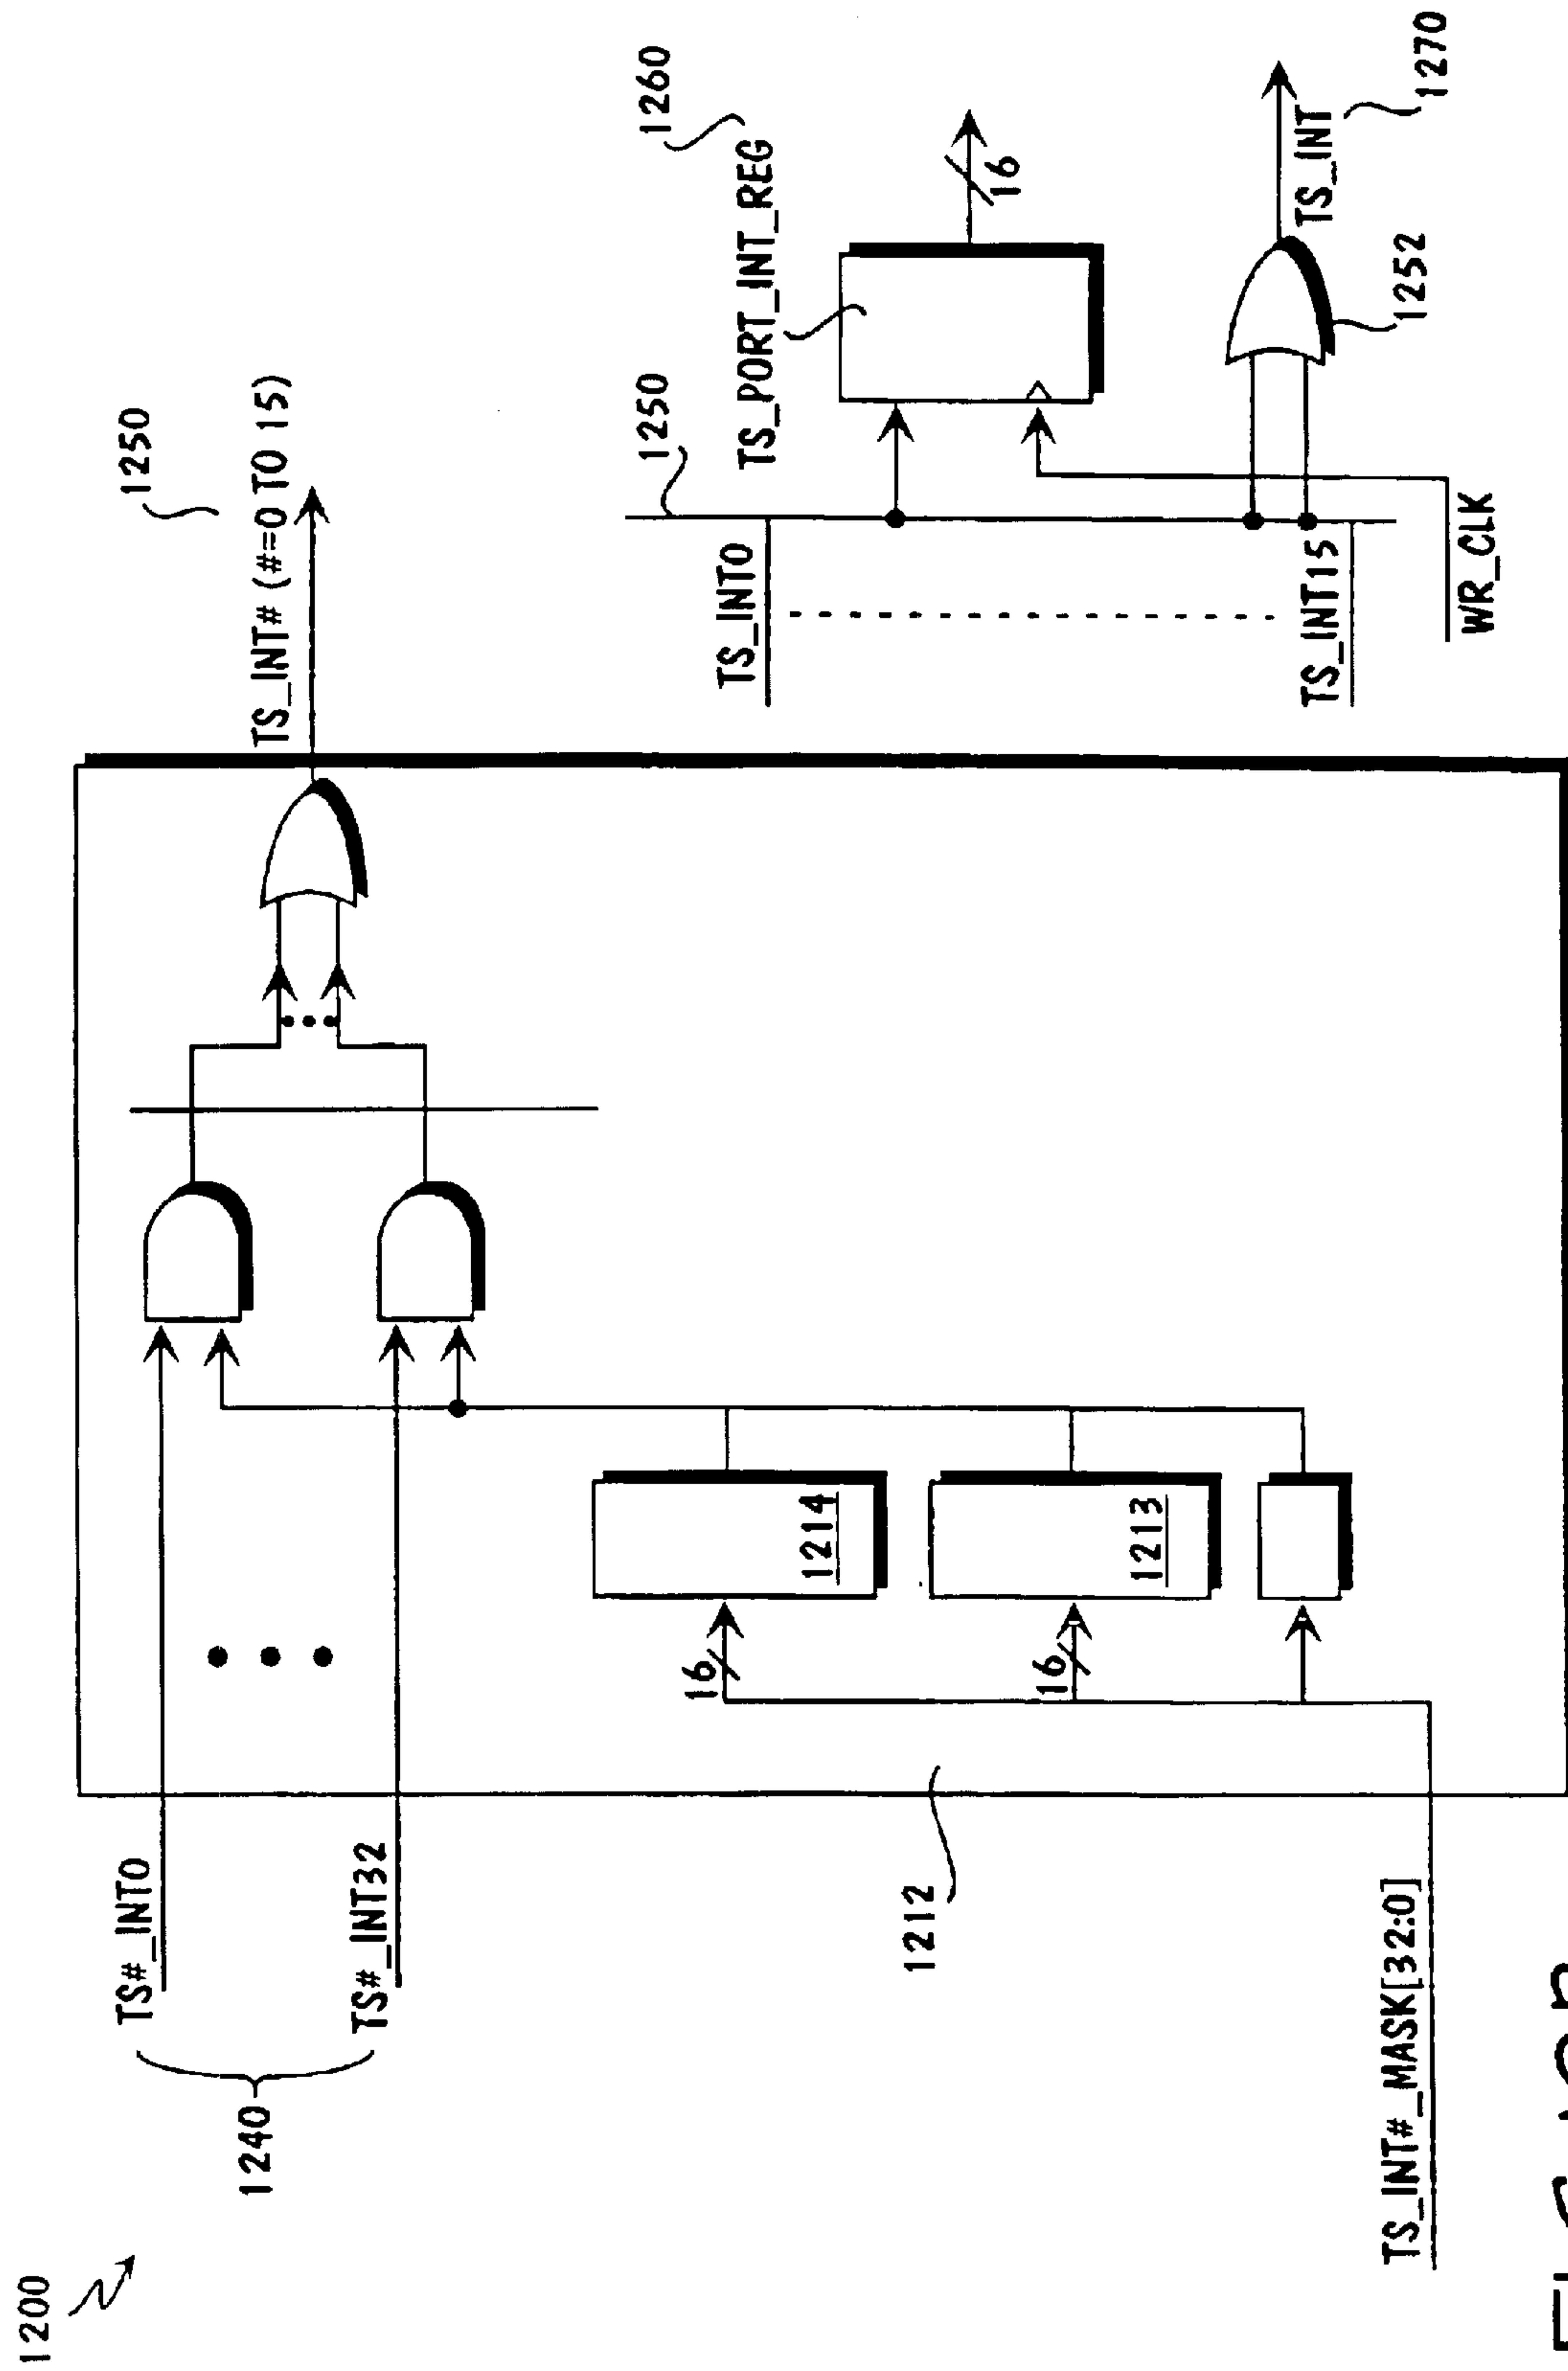 1200
1240
TS#_INT0
TS#_INT32
1212
TS_INT#_MASK[32:0]
16
1214
16
1213
1250
TS_INT# (#=0 TO 15)
1250
TS_INT0
TS_INT15
WR_CLK
1260
TS_PORT_INT_REG
16
1252
TS_INT
1270